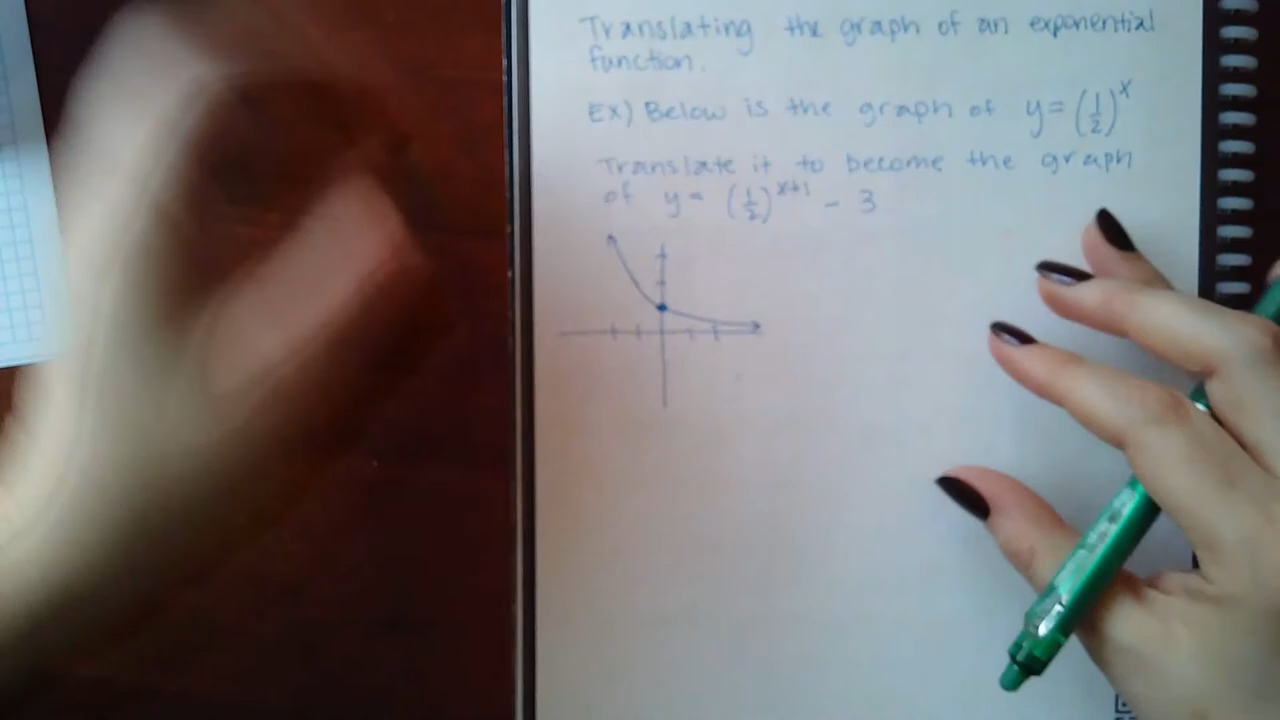 Translating the graph of an exponential
function.
Ex) Below is the graph of y = (1/2)^x
Translate it to become the graph
of y = (1/2)^x+1 - 3